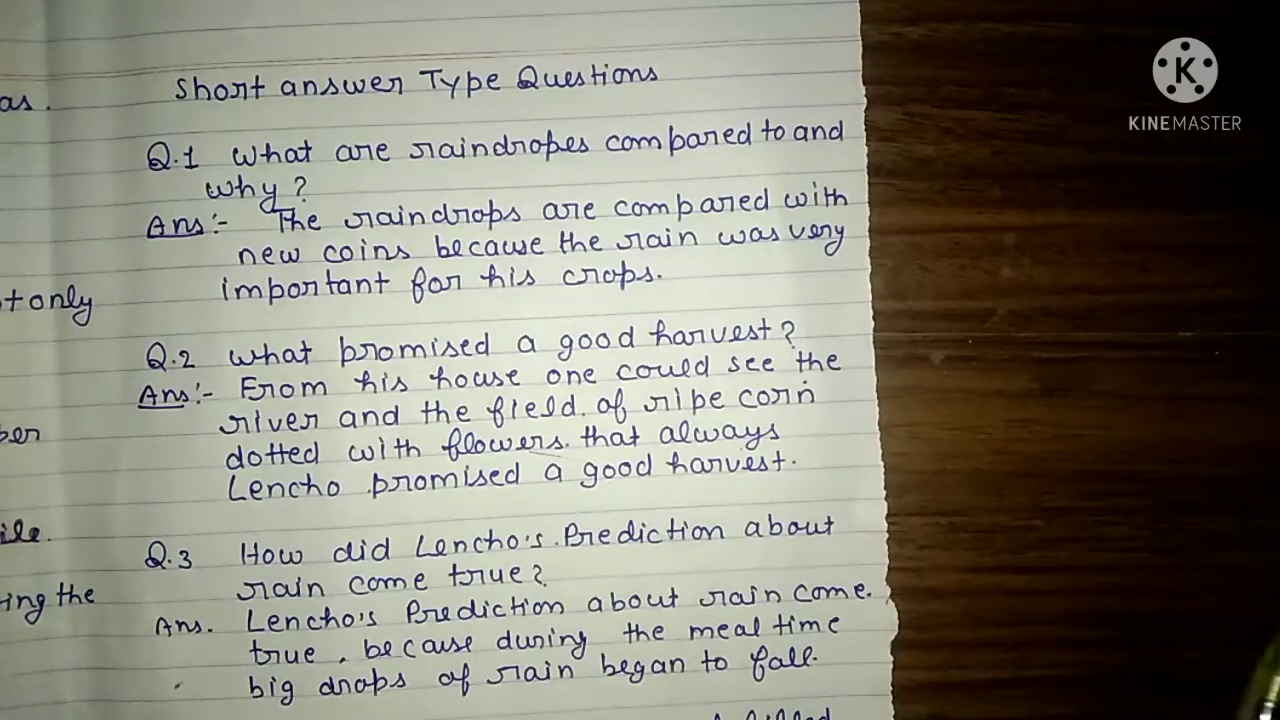 as.
Short answer Type Questions
Q.1 What are raindropes compared to and
why?
Ans:- The raindrops are compared with
new coins because the rain was very
important for his crops.
t only
Q.2 What promised a good harvest?
Ans:- From his house one could see the
river and the field. of ripe corn
dotted with flowers. that always
Lencho promised a good harvest.
ber
ile.
Q.3 How did Lencho's Prediction about
rain come true?
ing the
Ans. Lencho's Prediction about rain come.
true, because during the meal time
big drops of rain began to fall.
K
KINEMASTER